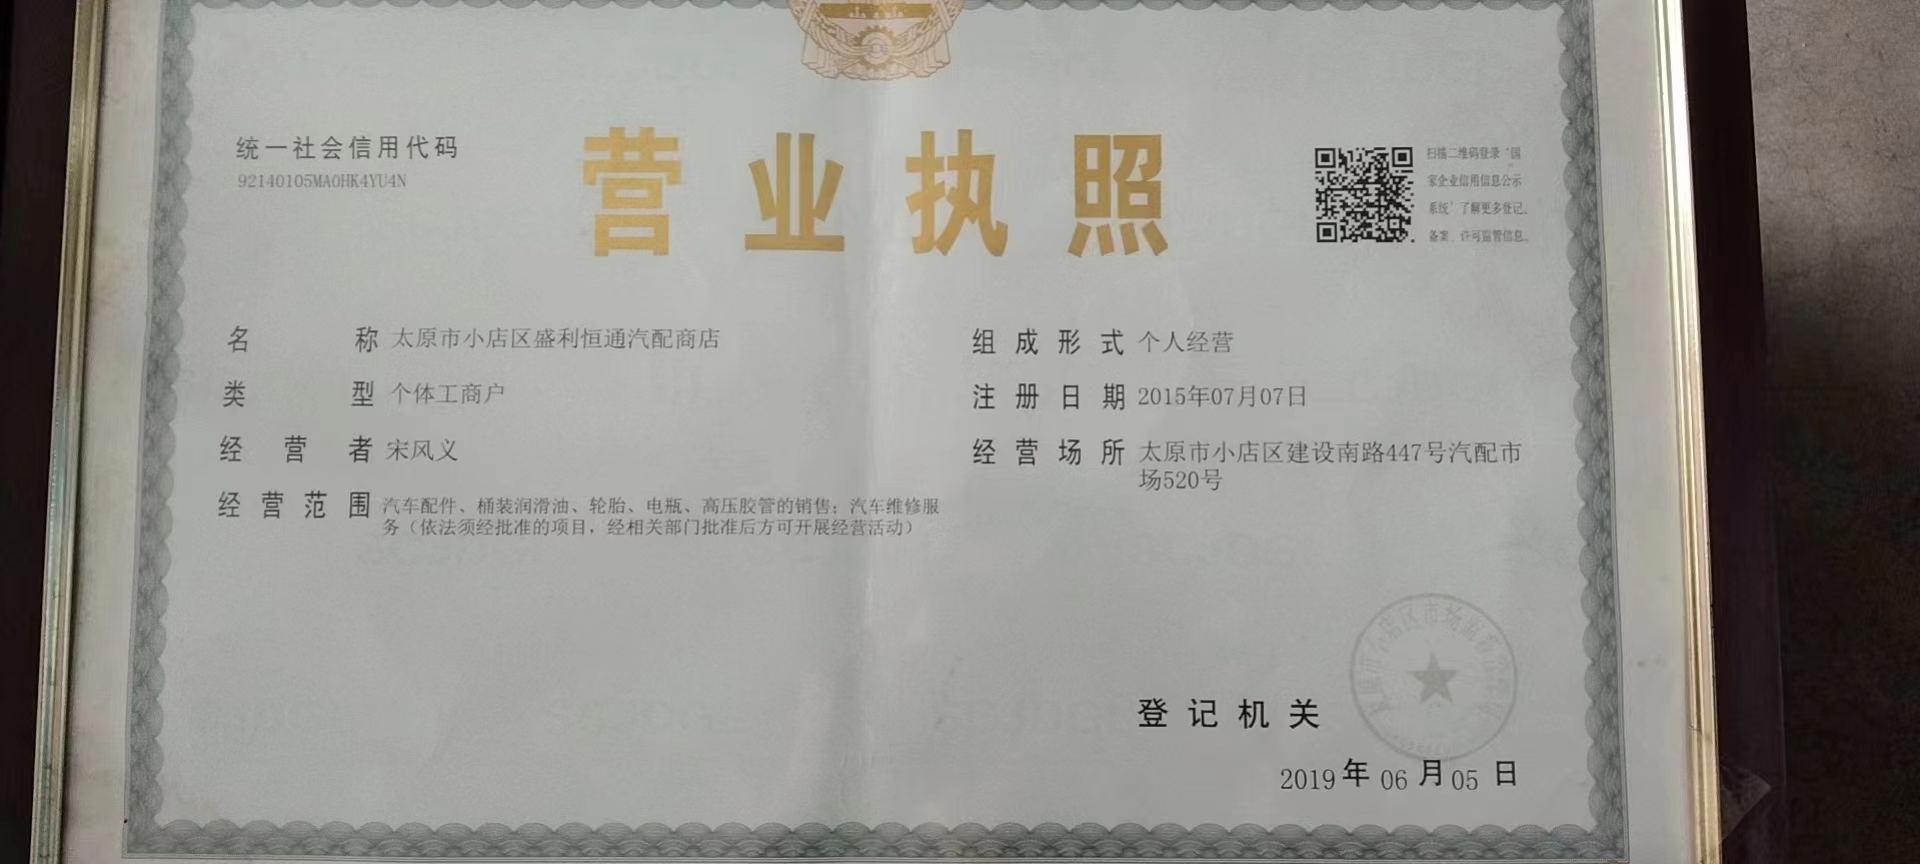 统一社会信用代码
92140105MA0HK4YU4N
营业执照
扫描二维码登录“国
家企业信用信息公示
系统”了解更多登记、
备案、许可监管信息。
名称 太原市小店区盛利恒通汽配商店
类型 个体工商户
经营者 宋风义
经营范围 汽车配件、桶装润滑油、轮胎、电瓶、高压胶管的销售；汽车维修服
务（依法须经批准的项目，经相关部门批准后方可开展经营活动）
组成形式 个人经营
注册日期 2015年07月07日
经营场所 太原市小店区建设南路447号汽配市
场520号
登记机关
2019年06月05日